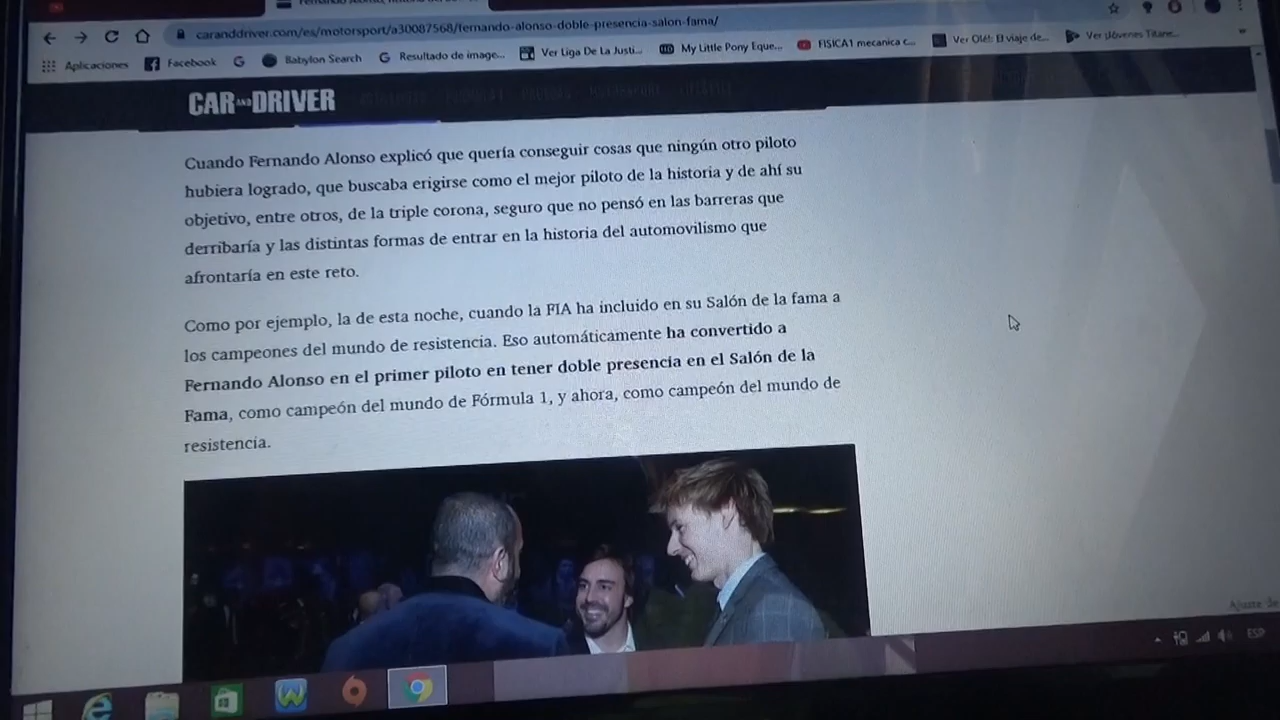 caranddriver.com/es/motorsport/a30087568/fernando-alonso-doble-presencia-salon-fama/
Aplicaciones Facebook Babylon Search Resultado de image... Ver Liga De La Justi... My Little Pony Eque... FISICA1 mecanica c... Ver Olé!: El viaje de... Ver ¡Jóvenes Titane...
CAR AND DRIVER
Cuando Fernando Alonso explicó que quería conseguir cosas que ningún otro piloto
hubiera logrado, que buscaba erigirse como el mejor piloto de la historia y de ahí su
objetivo, entre otros, de la triple corona, seguro que no pensó en las barreras que
derribaría y las distintas formas de entrar en la historia del automovilismo que
afrontaría en este reto.
Como por ejemplo, la de esta noche, cuando la FIA ha incluido en su Salón de la fama a
los campeones del mundo de resistencia. Eso automáticamente ha convertido a
Fernando Alonso en el primer piloto en tener doble presencia en el Salón de la
Fama, como campeón del mundo de Fórmula 1, y ahora, como campeón del mundo de
resistencia.
Ajuste de
ESP